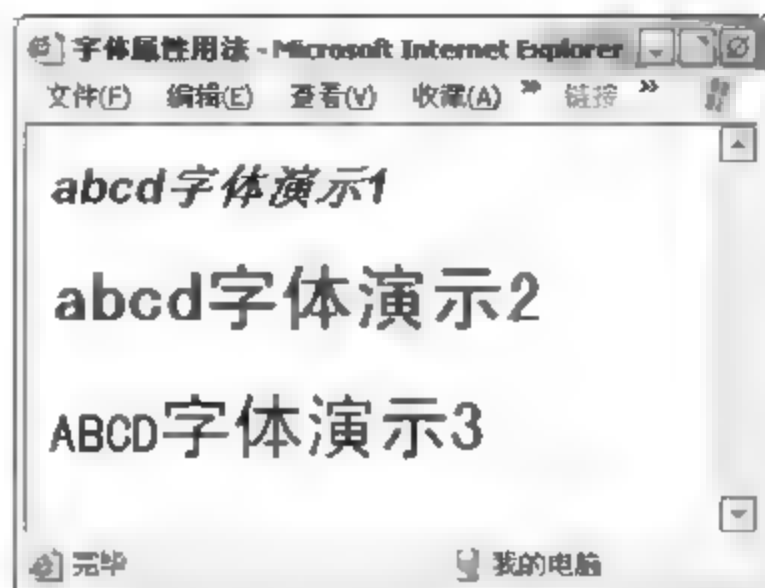 字体属性用法 - Microsoft Internet Explorer
文件(F) 编辑(E) 查看(V) 收藏(A) » 链接 »
abcd字体演示1
abcd字体演示2
ABCD字体演示3
完毕 我的电脑